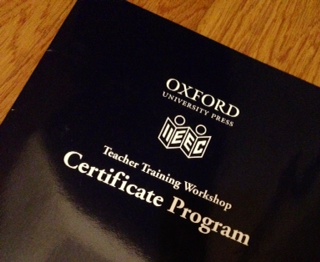 OXFORD
UNIVERSITY PRESS
IEEC
Teacher Training Workshop
Certificate Program